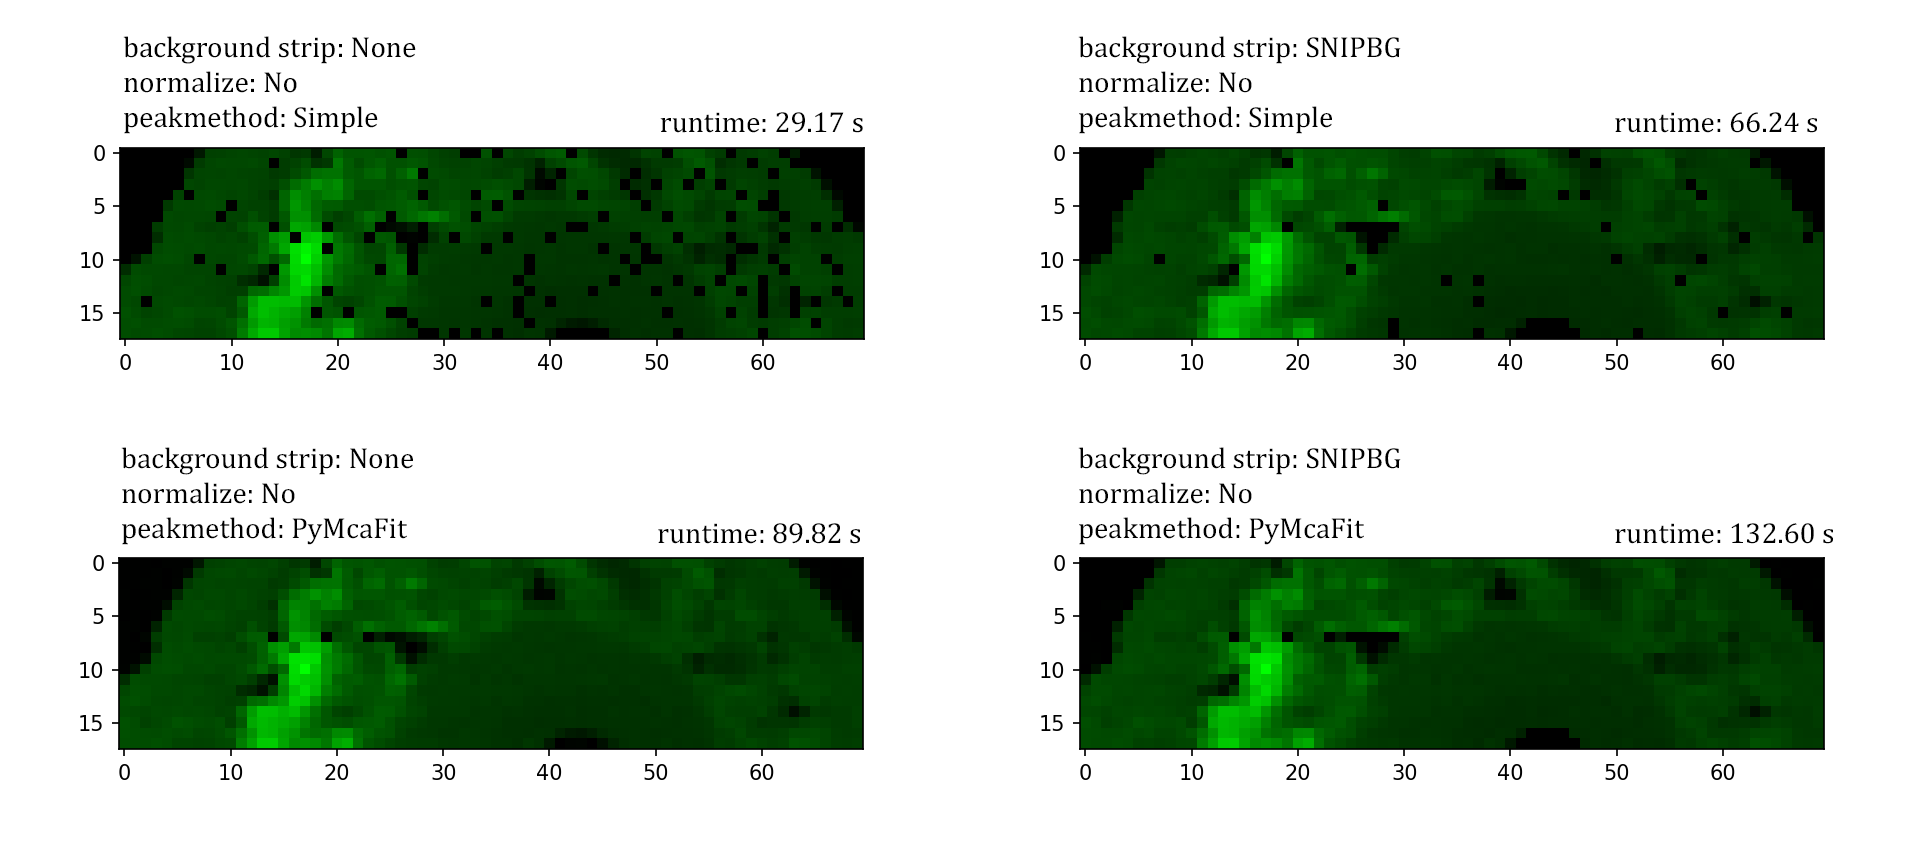 background strip: None
normalize: No
peakmethod: Simple
runtime: 29.17 s
0
5
10
15
0 10 20 30 40 50 60
background strip: SNIPBG
normalize: No
peakmethod: Simple
runtime: 66.24 s
0
5
10
15
0 10 20 30 40 50 60
background strip: None
normalize: No
peakmethod: PyMcaFit
runtime: 89.82 s
0
5
10
15
0 10 20 30 40 50 60
background strip: SNIPBG
normalize: No
peakmethod: PyMcaFit
runtime: 132.60 s
0
5
10
15
0 10 20 30 40 50 60